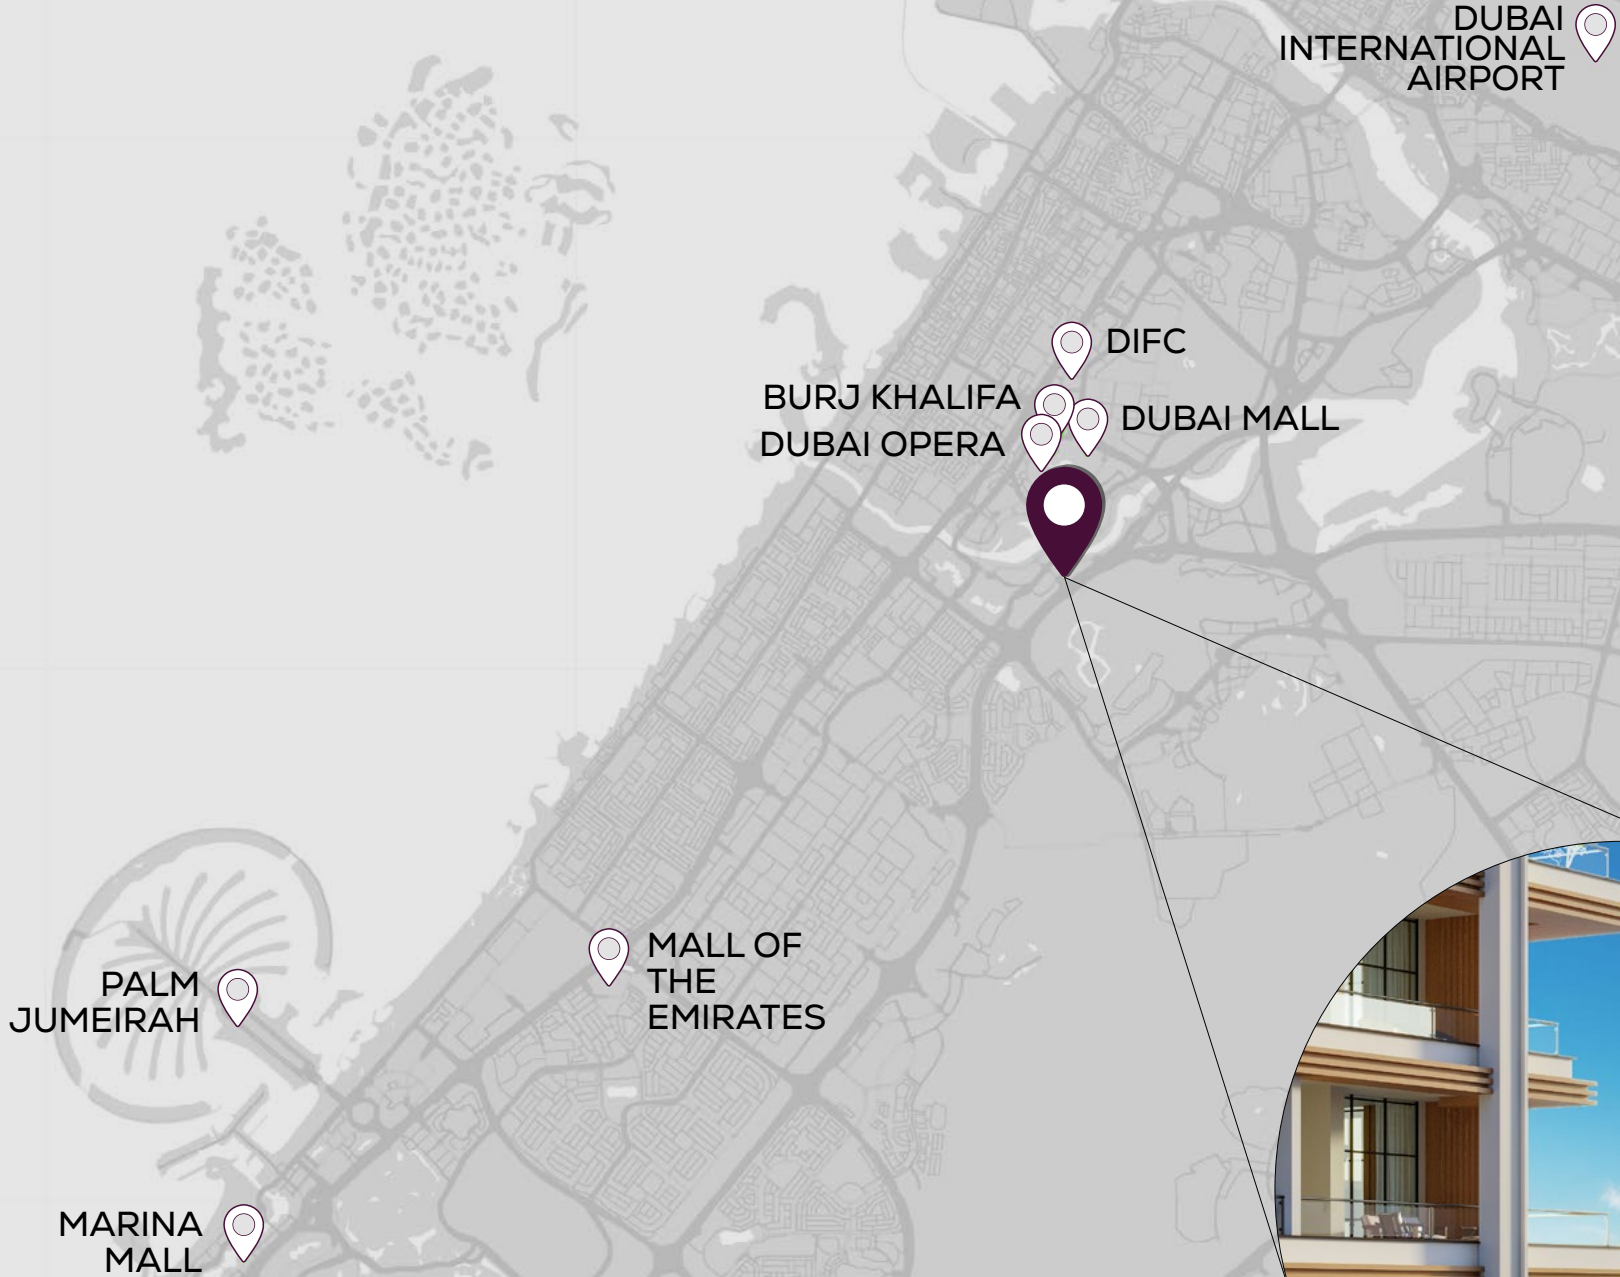 DUBAI
INTERNATIONAL
AIRPORT
DIFC
BURJ KHALIFA
DUBAI MALL
DUBAI OPERA
MALL OF
THE
EMIRATES
PALM
JUMEIRAH
MARINA
MALL